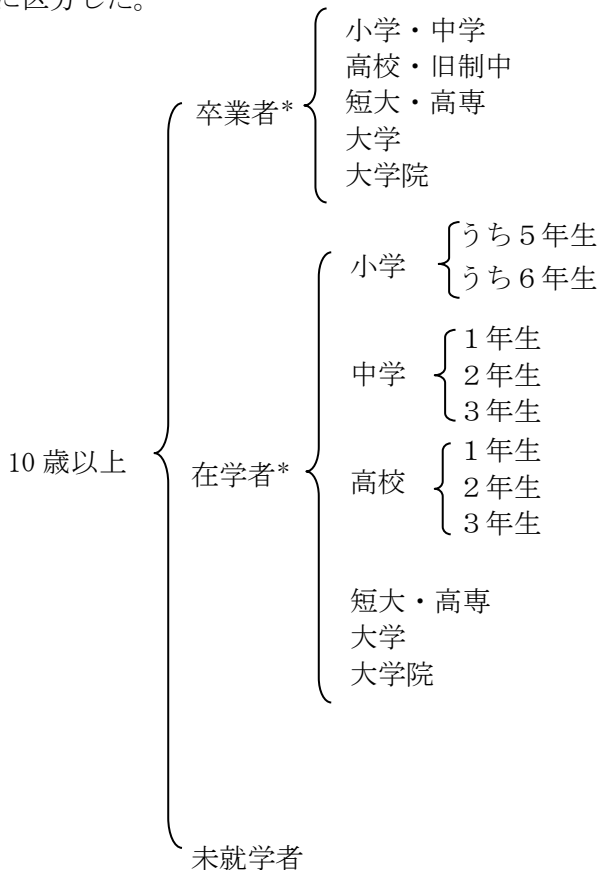 に区分した。
小学・中学
高校・旧制中
卒業者* 短大・高専
大学
大学院
小学 うち５年生
うち６年生
１年生
中学 ２年生
３年生
10 歳以上 在学者* 高校 １年生
２年生
３年生
短大・高専
大学
大学院
未就学者